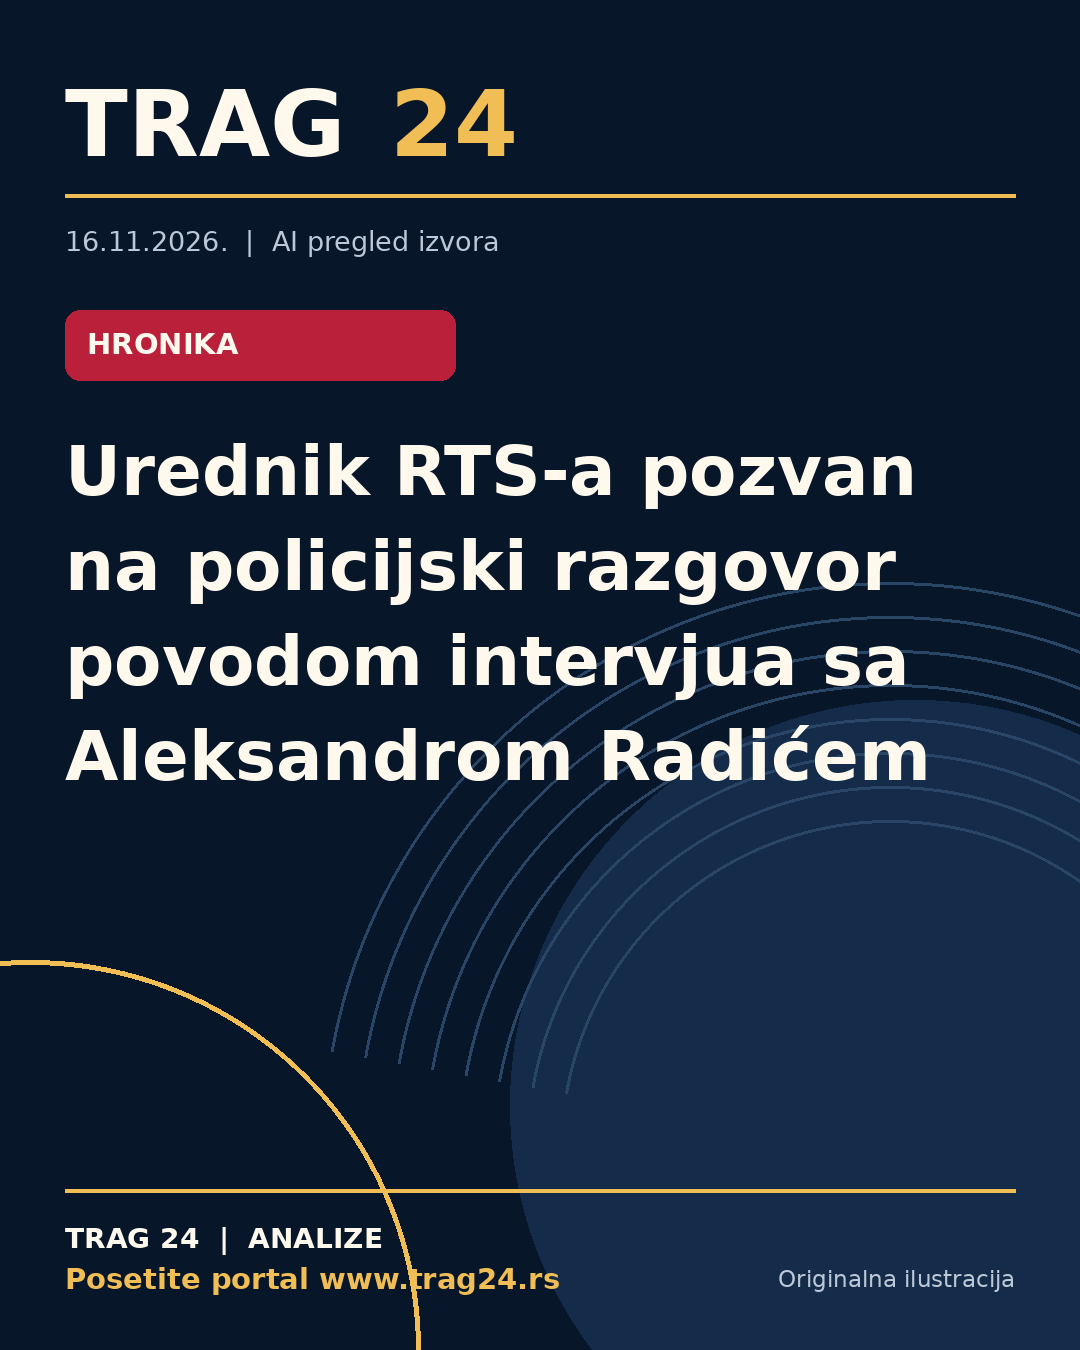 TRAG 24
16.11.2026. | AI pregled izvora
HRONIKA
Urednik RTS-a pozvan
na policijski razgovor
povodom intervjua sa
Aleksandrom Radićem
TRAG 24 | ANALIZE
Posetite portal www.trag24.rs
Originalna ilustracija